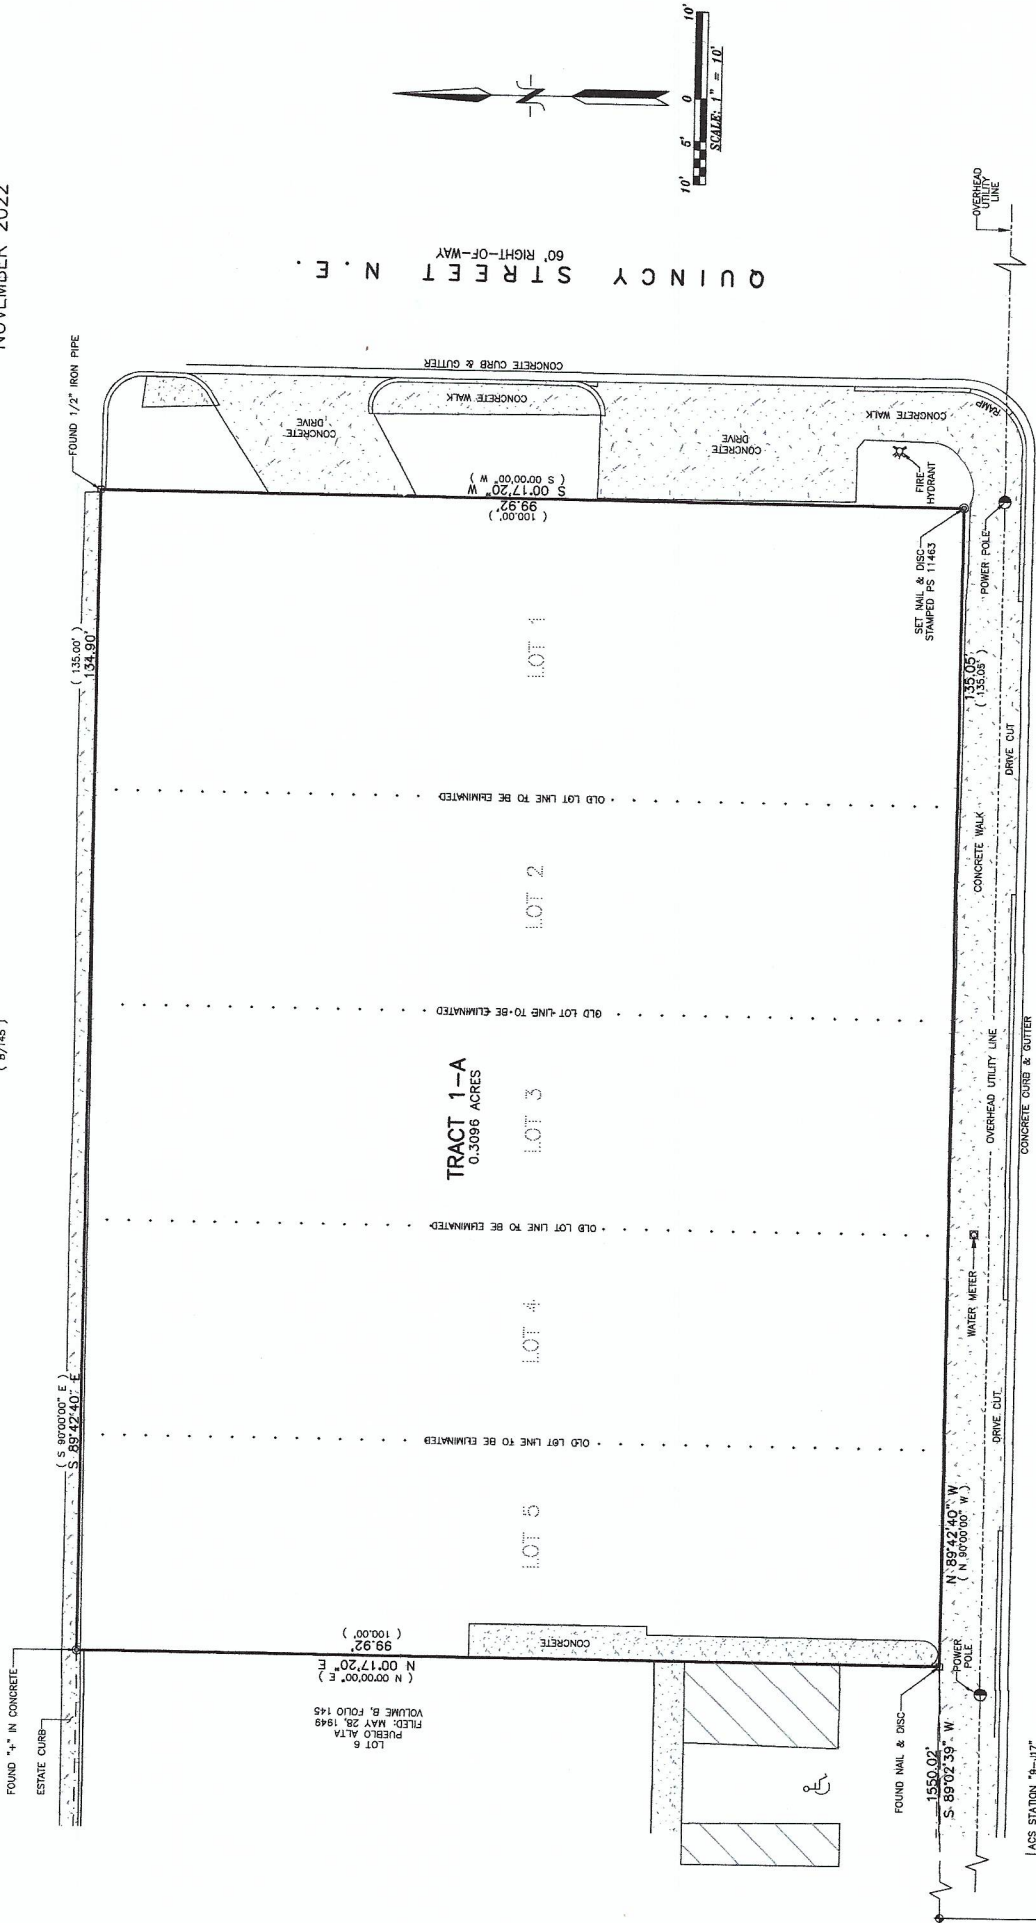 NOVEMBER 2022
( B/145 )
10' 5' 0 10'
SCALE: 1" = 10'
N
QUINCY STREET N.E.
60' RIGHT-OF-WAY
OVERHEAD
UTILITY
LINE
FOUND 1/2" IRON PIPE
CONCRETE CURB & GUTTER
CONCRETE WALK
CONCRETE
DRIVE
CONCRETE
DRIVE
CONCRETE WALK
RAMP
FIRE
HYDRANT
S 00°17'20" W
( S 00°00'00" W )
99.92'
( 100.00' )
SET NAIL & DISC
STAMPED PS 11463
POWER POLE
( 135.00' )
134.90'
LOT 1
135.05'
( 135.05' )
DRIVE CUT
OLD LOT LINE TO BE ELIMINATED
LOT 2
CONCRETE WALK
OLD LOT LINE TO BE ELIMINATED
TRACT 1-A
0.3096 ACRES
LOT 3
OVERHEAD UTILITY LINE
CONCRETE CURB & GUTTER
OLD LOT LINE TO BE ELIMINATED
WATER METER
LOT 4
( S 90°00'00" E )
S 89°42'40" E
OLD LOT LINE TO BE ELIMINATED
DRIVE CUT
LOT 5
N 89°42'40" W
( N 90°00'00" W )
CONCRETE
99.92'
( 100.00' )
N 00°17'20" E
( N 00°00'00" E )
POWER
POLE
FOUND "+" IN CONCRETE
ESTATE CURB
LOT 6
PUEBLO ALTA
FILED: MAY 28, 1949
VOLUME B, FOLIO 145
FOUND NAIL & DISC
1550.02'
S 89°02'39" W
ACS STATION "9-J17"